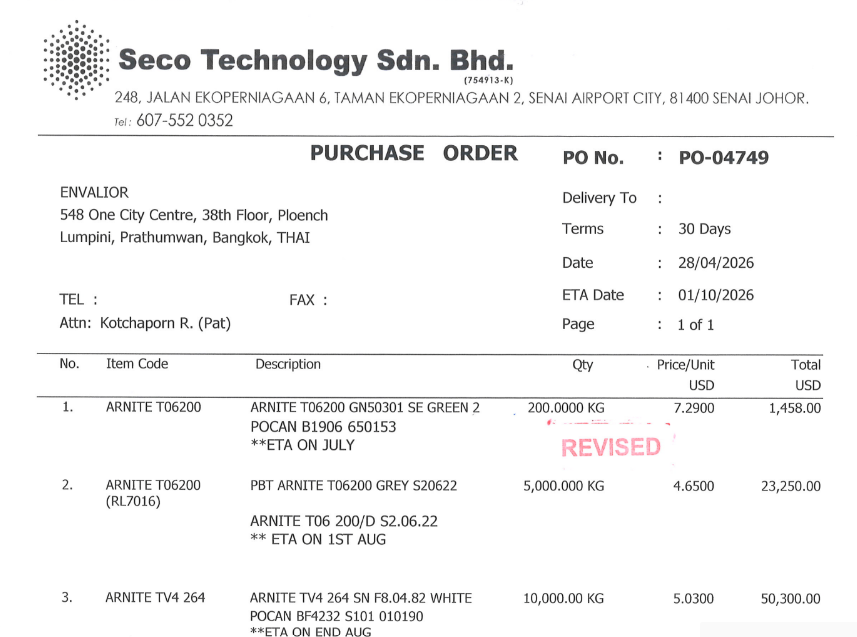 Seco Technology Sdn. Bhd.
(754913-K)
248, JALAN EKOPERNIAGAAN 6, TAMAN EKOPERNIAGAAN 2, SENAI AIRPORT CITY, 81400 SENAI JOHOR.
Tel: 607-552 0352
PURCHASE ORDER
PO No. : PO-04749
ENVALIOR
548 One City Centre, 38th Floor, Ploench
Lumpini, Prathumwan, Bangkok, THAI
Delivery To :
Terms : 30 Days
Date : 28/04/2026
ETA Date : 01/10/2026
Page : 1 of 1
TEL : FAX :
Attn: Kotchaporn R. (Pat)
No. Item Code Description Qty Price/Unit Total
USD USD
1. ARNITE T06200 ARNITE T06200 GN50301 SE GREEN 2 200.0000 KG 7.2900 1,458.00
POCAN B1906 650153
**ETA ON JULY
REVISED
2. ARNITE T06200 PBT ARNITE T06200 GREY S20622 5,000.000 KG 4.6500 23,250.00
(RL7016)
ARNITE T06 200/D S2.06.22
** ETA ON 1ST AUG
3. ARNITE TV4 264 ARNITE TV4 264 SN F8.04.82 WHITE 10,000.00 KG 5.0300 50,300.00
POCAN BF4232 S101 010190
**ETA ON END AUG